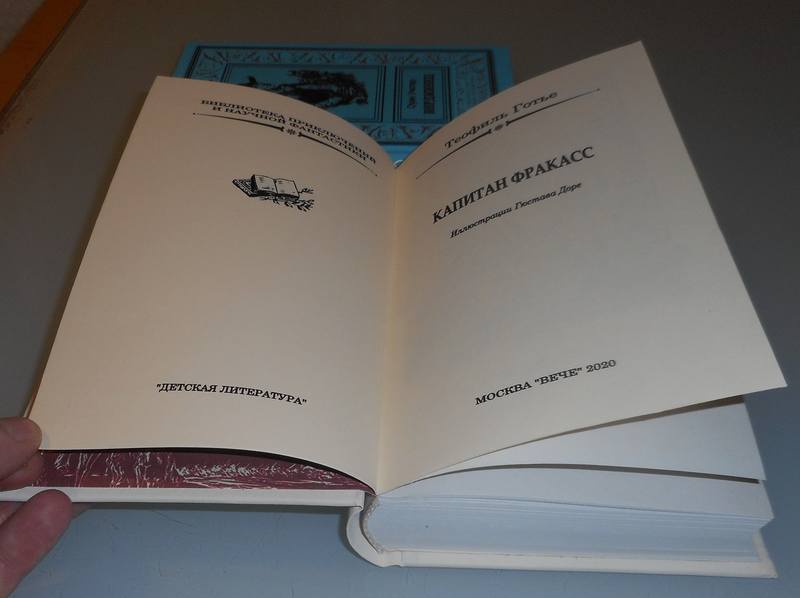 БИБЛИОТЕКА ПРИКЛЮЧЕНИЙ
И НАУЧНОЙ ФАНТАСТИКИ
"ДЕТСКАЯ ЛИТЕРАТУРА"
Теофиль Готье
КАПИТАН ФРАКАСС
Иллюстрации Гюстава Доре
МОСКВА "ВЕЧЕ" 2020